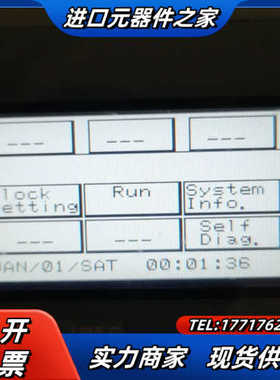 进口元器件之家
--- --- ---
lock Run System
etting Info.
--- --- Self
Diag.
AN/01/SAT 00:01:36
开
票
TEL:1771762
实力商家 现货供